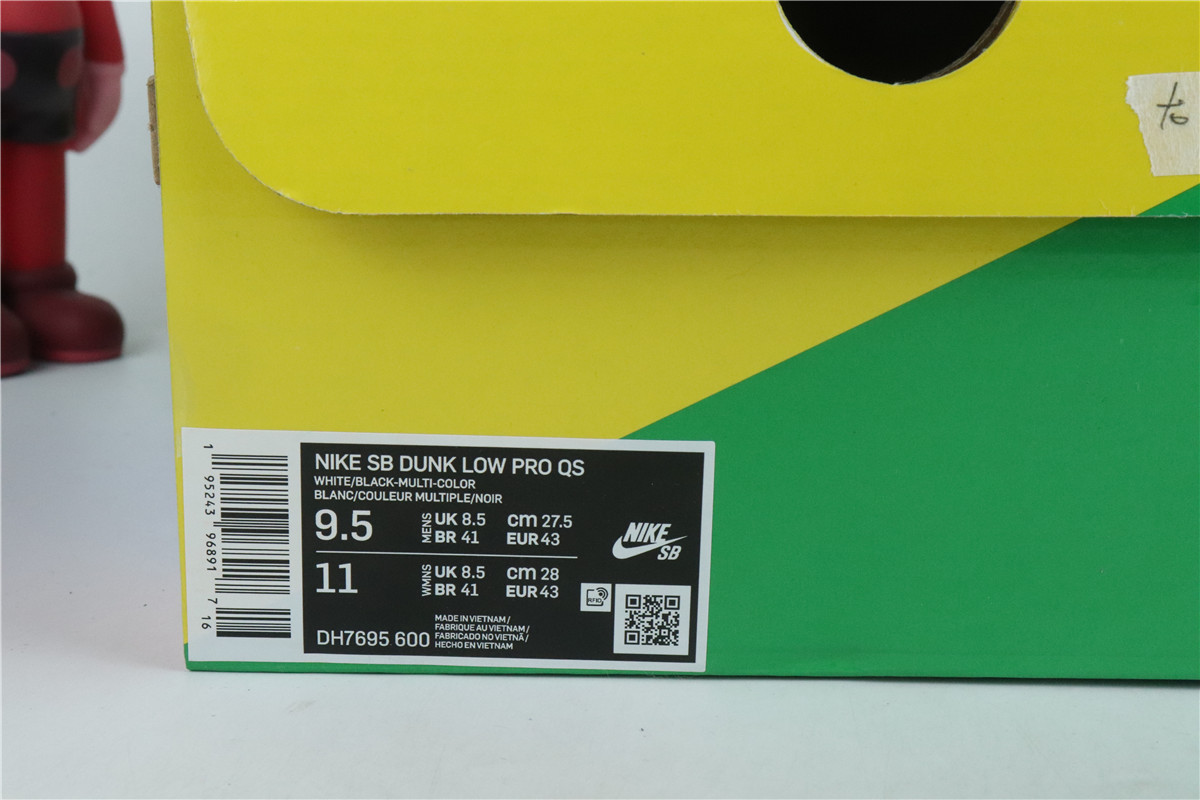 to
NIKE SB DUNK LOW PRO QS
WHITE/BLACK-MULTI-COLOR
BLANC/COULEUR MULTIPLE/NOIR
9.5 MENS UK 8.5 cm 27.5
BR 41 EUR 43
11 WMNS UK 8.5 cm 28
BR 41 EUR 43
DH7695 600
MADE IN VIETNAM/
FABRIQUE AU VIETNAM/
FABRICADO NO VIETNÃ/
HECHO EN VIETNAM
NIKE
SB
RFID
1 95243 96891 7 16